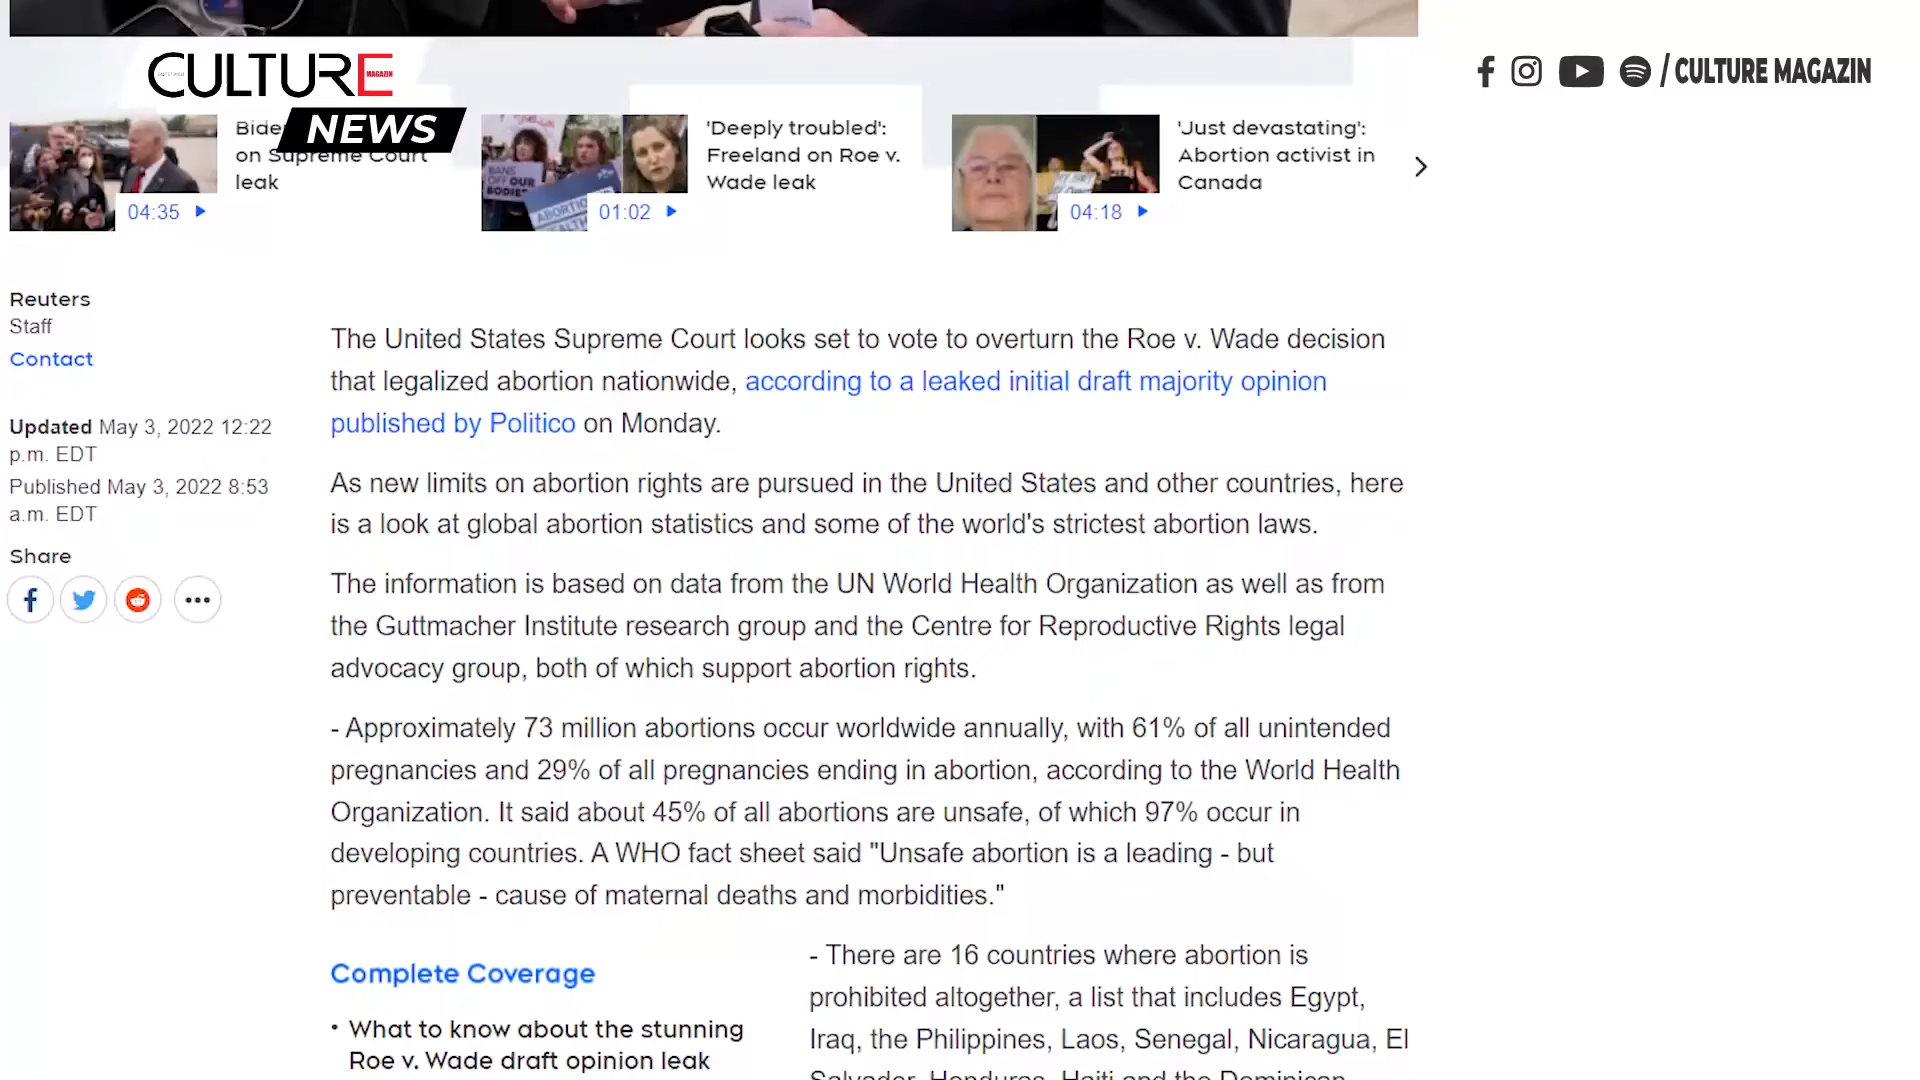 CULTURE
MAGAZIN
NEWS
/ CULTURE MAGAZIN
on Supreme Court
leak
04:35
BANS
OFF OUR
BODIES
01:02
'Deeply troubled':
Freeland on Roe v.
Wade leak
04:18
'Just devastating':
Abortion activist in
Canada
Reuters
Staff
Contact
Updated May 3, 2022 12:22
p.m. EDT
Published May 3, 2022 8:53
a.m. EDT
Share
The United States Supreme Court looks set to vote to overturn the Roe v. Wade decision
that legalized abortion nationwide, according to a leaked initial draft majority opinion
published by Politico on Monday.
As new limits on abortion rights are pursued in the United States and other countries, here
is a look at global abortion statistics and some of the world's strictest abortion laws.
The information is based on data from the UN World Health Organization as well as from
the Guttmacher Institute research group and the Centre for Reproductive Rights legal
advocacy group, both of which support abortion rights.
- Approximately 73 million abortions occur worldwide annually, with 61% of all unintended
pregnancies and 29% of all pregnancies ending in abortion, according to the World Health
Organization. It said about 45% of all abortions are unsafe, of which 97% occur in
developing countries. A WHO fact sheet said "Unsafe abortion is a leading - but
preventable - cause of maternal deaths and morbidities."
Complete Coverage
• What to know about the stunning
Roe v. Wade draft opinion leak
- There are 16 countries where abortion is
prohibited altogether, a list that includes Egypt,
Iraq, the Philippines, Laos, Senegal, Nicaragua, El
Salvador, Honduras, Haiti and the Dominican